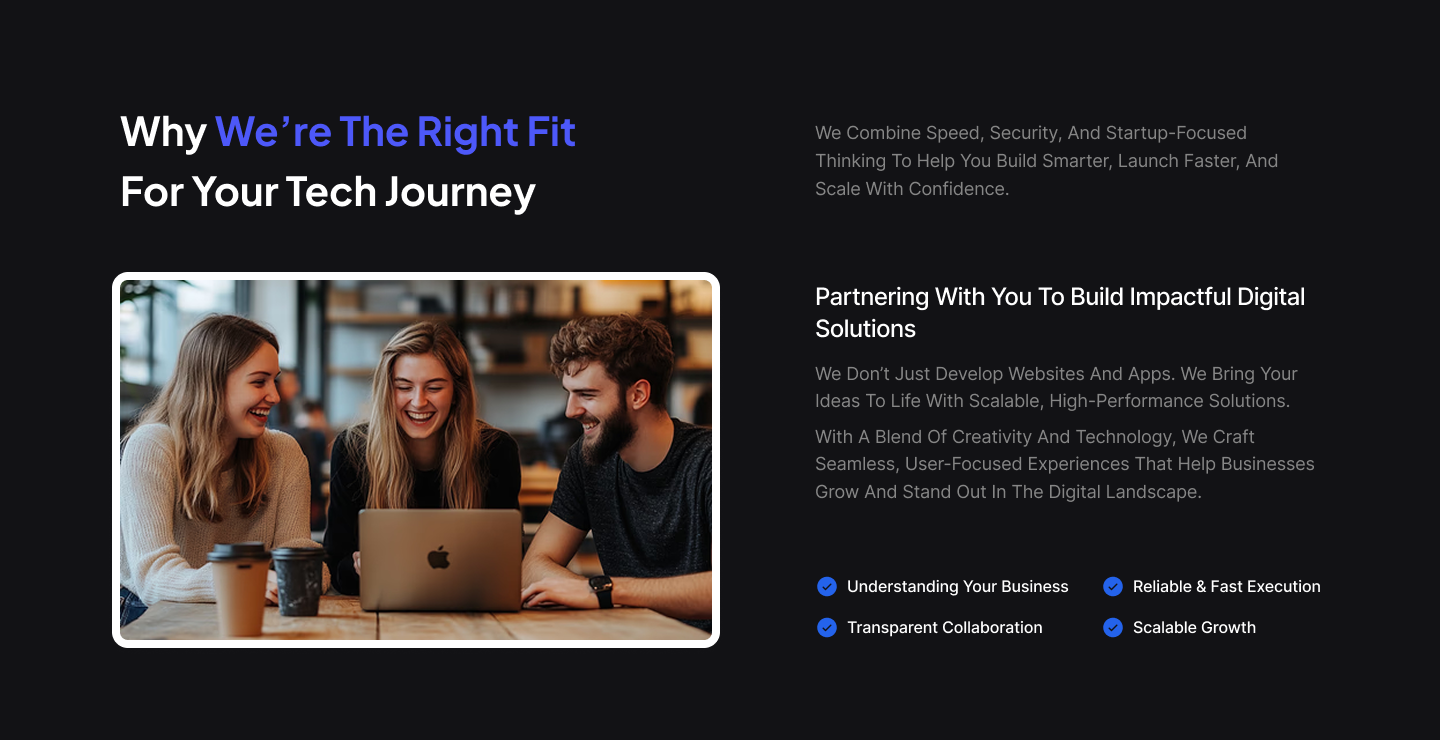 Why We’re The Right Fit
For Your Tech Journey
We Combine Speed, Security, And Startup-Focused
Thinking To Help You Build Smarter, Launch Faster, And
Scale With Confidence.
Partnering With You To Build Impactful Digital
Solutions
We Don’t Just Develop Websites And Apps. We Bring Your
Ideas To Life With Scalable, High-Performance Solutions.
With A Blend Of Creativity And Technology, We Craft
Seamless, User-Focused Experiences That Help Businesses
Grow And Stand Out In The Digital Landscape.
Understanding Your Business
Reliable & Fast Execution
Transparent Collaboration
Scalable Growth